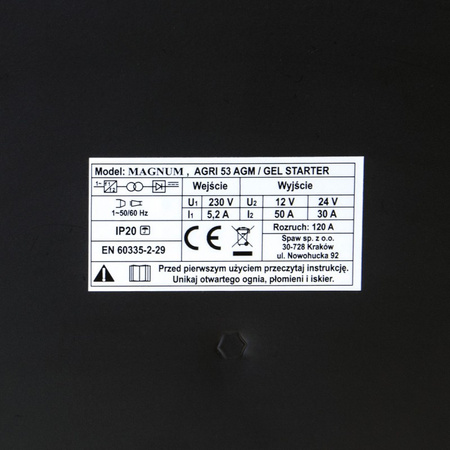 Model: MAGNUM , AGRI 53 AGM / GEL STARTER
1~
Wejście Wyjście
U1 230 V U2 12 V 24 V
1~50/60 Hz I1 5,2 A I2 50 A 30 A
IP20 CE Rozruch: 120 A
EN 60335-2-29 Spaw sp. z o.o.
30-728 Kraków
ul. Nowohucka 92
Przed pierwszym użyciem przeczytaj instrukcję.
Unikaj otwartego ognia, płomieni i iskier.